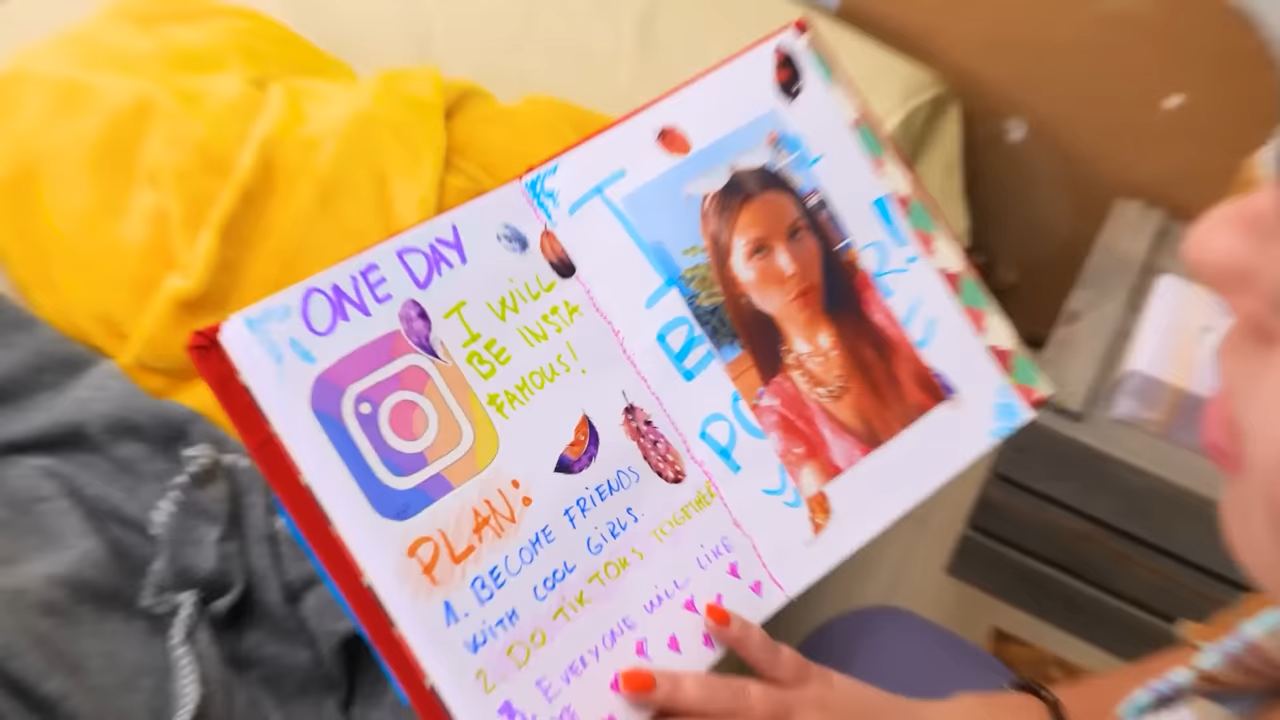 ONE DAY
I WILL
BE INSTA
FAMOUS!
PLAN:
1. BECOME FRIENDS
WITH COOL GIRLS.
2. DO TIK TOKS TOGETHER
EVERYONE WILL LIKE